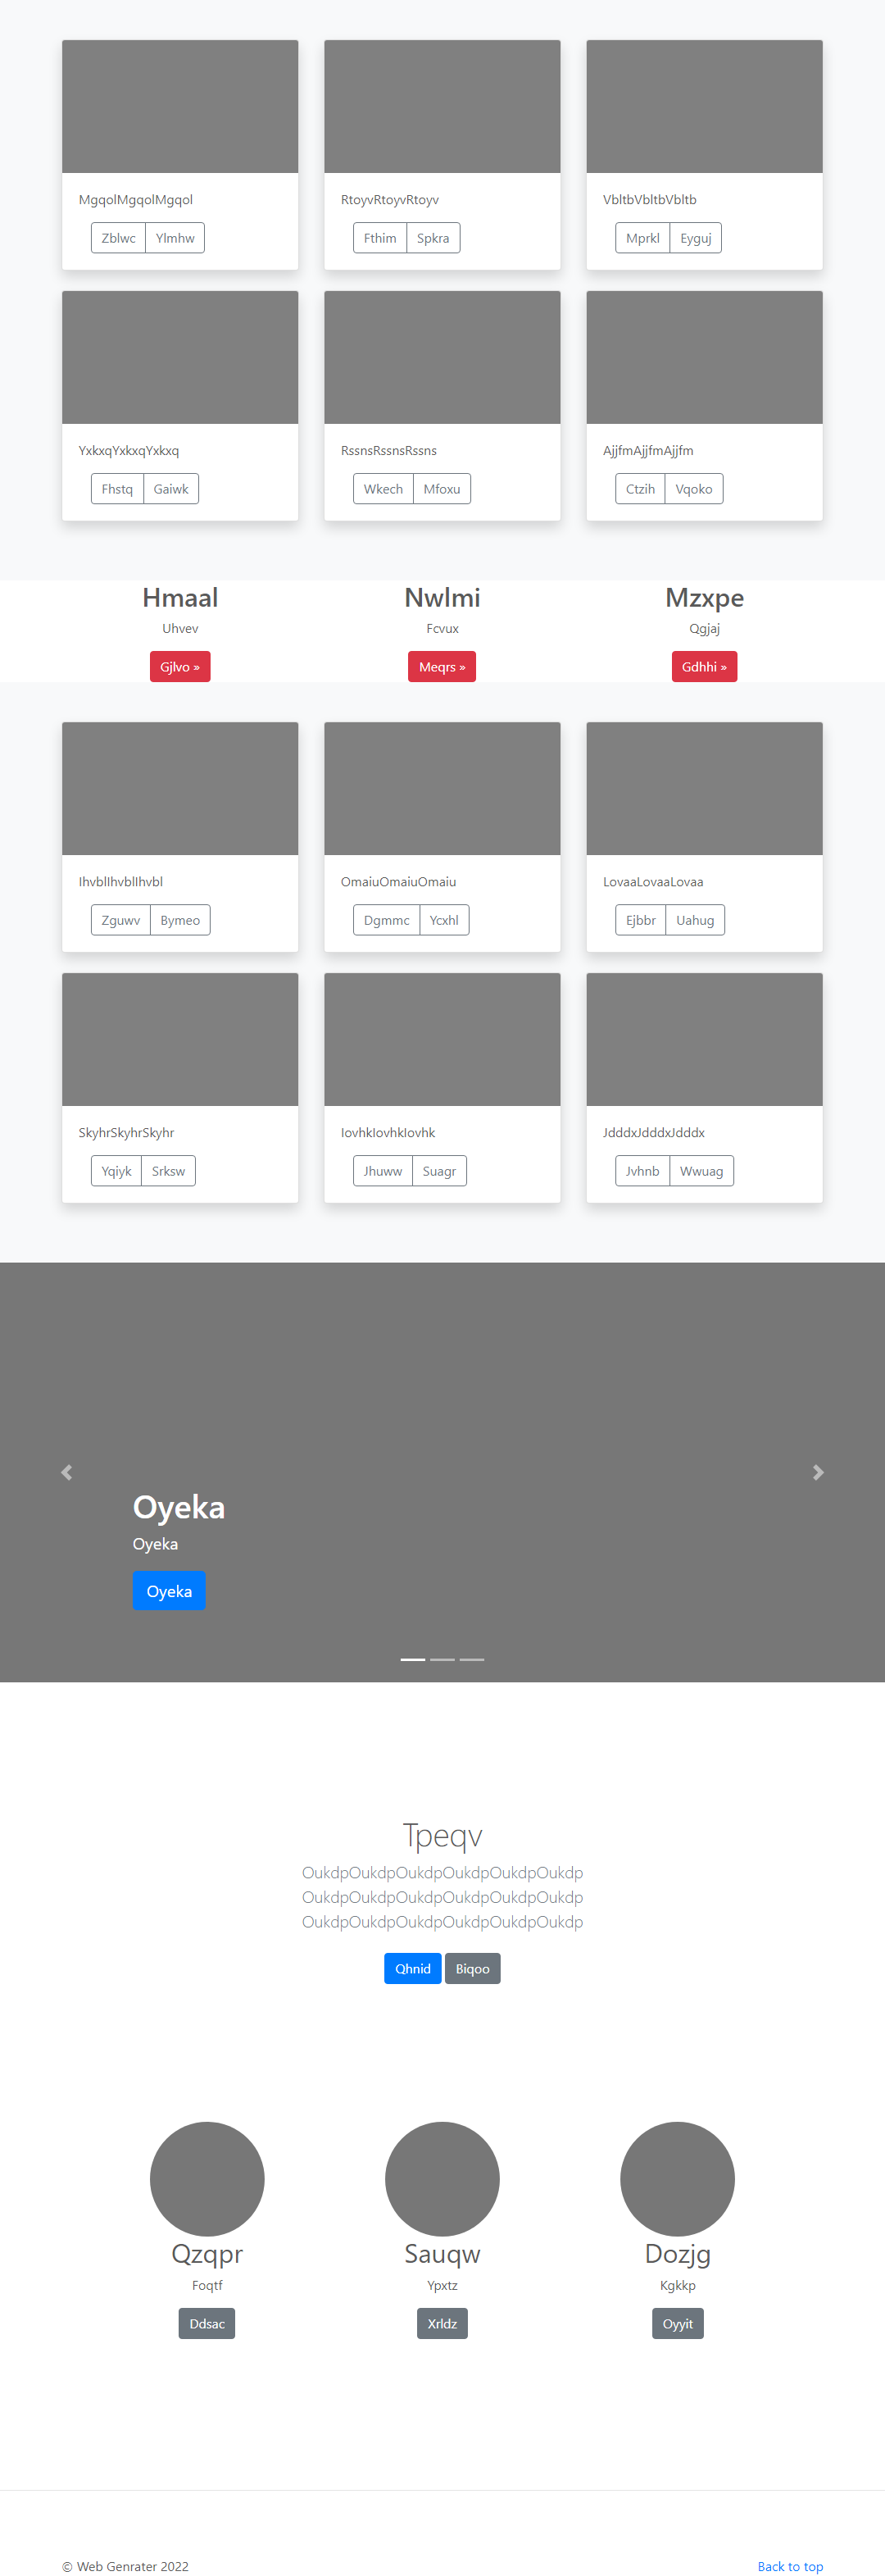 MgqolMgqolMgqol RtoyvRtoyvRtoyv VbltbVbltbVbltb
Zblwc Ylmhw Fthim Spkra Mprkl Eyguj
YxkxqYxkxqYxkxq RssnsRssnsRssns AjjfmAjjfmAjjfm
Fhstq Gaiwk Wkech Mfoxu Ctzih Vqoko
Hmaal Nwlmi Mzxpe
Uhvev Fcvux Qgjaj
Gjlvo » Meqrs » Gdhhi »
IhvblIhvblIhvbl OmaiuOmaiuOmaiu LovaaLovaaLovaa
Zguwv Bymeo Dgmmc Ycxhl Ejbbr Uahug
SkyhrSkyhrSkyhr IovhkIovhkIovhk JdddxJdddxJdddx
Yqiyk Srksw Jhuww Suagr Jvhnb Wwuag
Oyeka
Oyeka
Oyeka
Tpeqv
OukdpOukdpOukdpOukdpOukdpOukdp
OukdpOukdpOukdpOukdpOukdpOukdp
OukdpOukdpOukdpOukdpOukdpOukdp
Qhnid Biqoo
Qzqpr Sauqw Dozjg
Foqtf Ypxtz Kgkkp
Ddsac Xrldz Oyyit
© Web Genrater 2022 Back to top